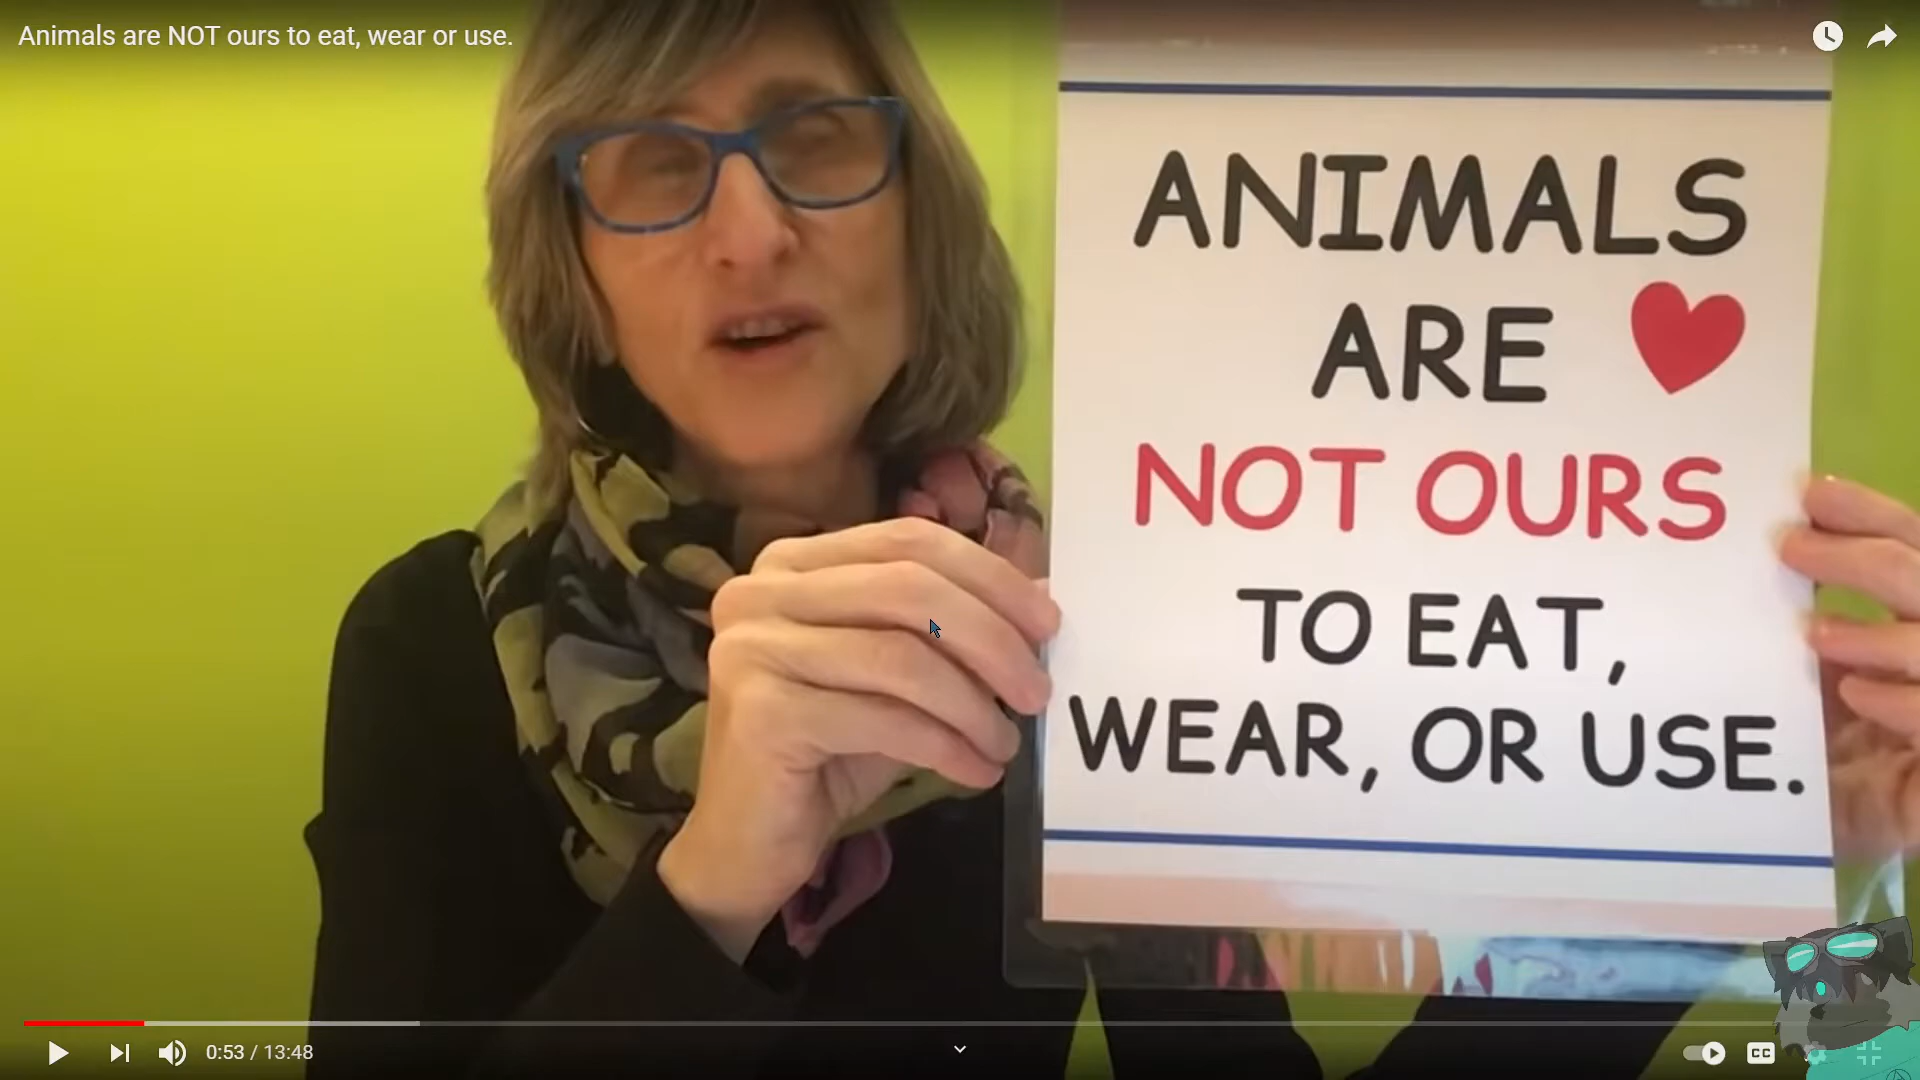 Animals are NOT ours to eat, wear or use.
ANIMALS
ARE
NOT OURS
TO EAT,
WEAR, OR USE.
0:53 / 13:48
CC